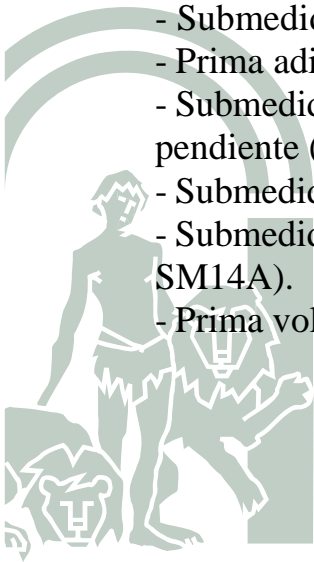 - Submedid
- Prima adi
- Submedid
pendiente (
- Submedid
- Submedid
SM14A).
- Prima vol